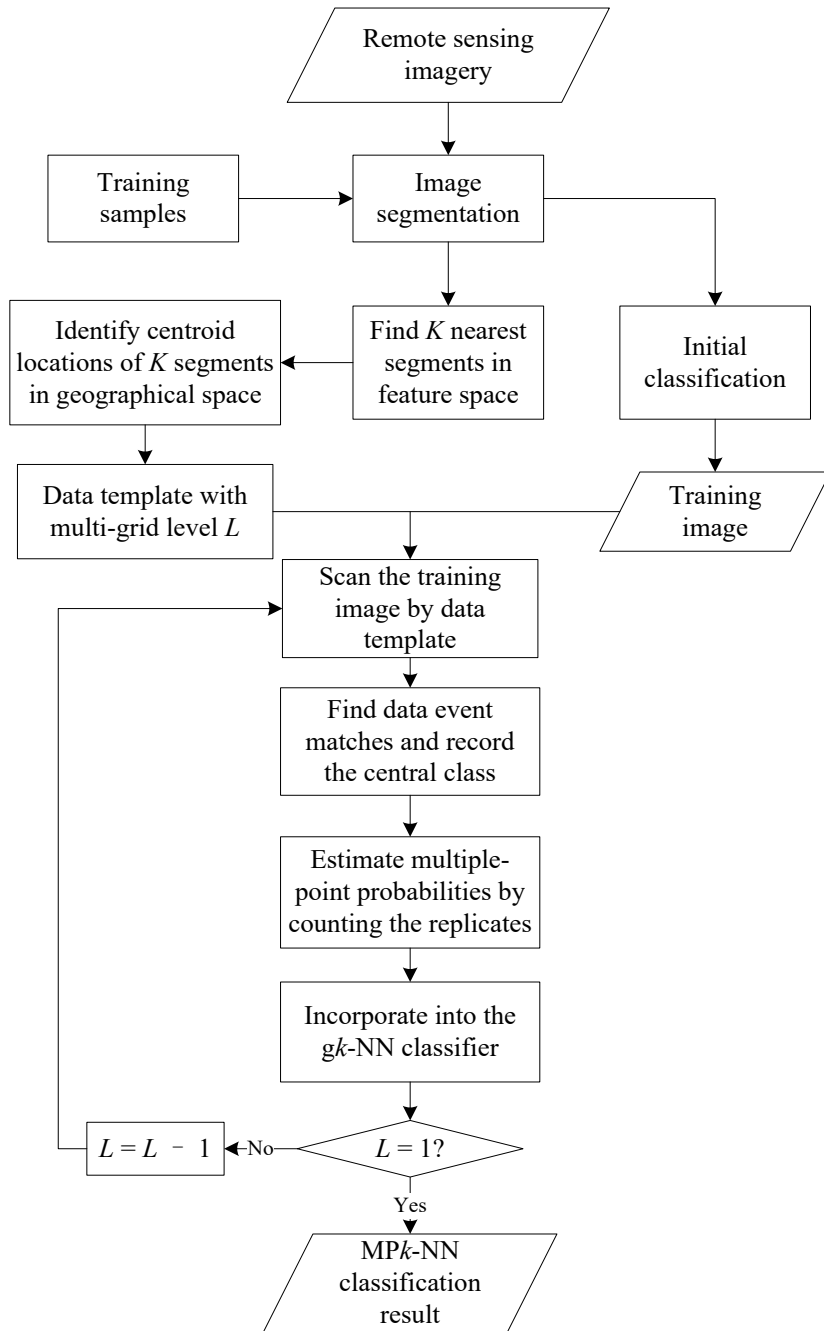 Remote sensing
imagery
Training
samples
Image
segmentation
Identify centroid
locations of K segments
in geographical space
Find K nearest
segments in
feature space
Initial
classification
Data template with
multi-grid level L
Training
image
Scan the training
image by data
template
Find data event
matches and record
the central class
Estimate multiple-
point probabilities by
counting the replicates
Incorporate into the
gk-NN classifier
L = L - 1
No
L = 1?
Yes
MPk-NN
classification
result